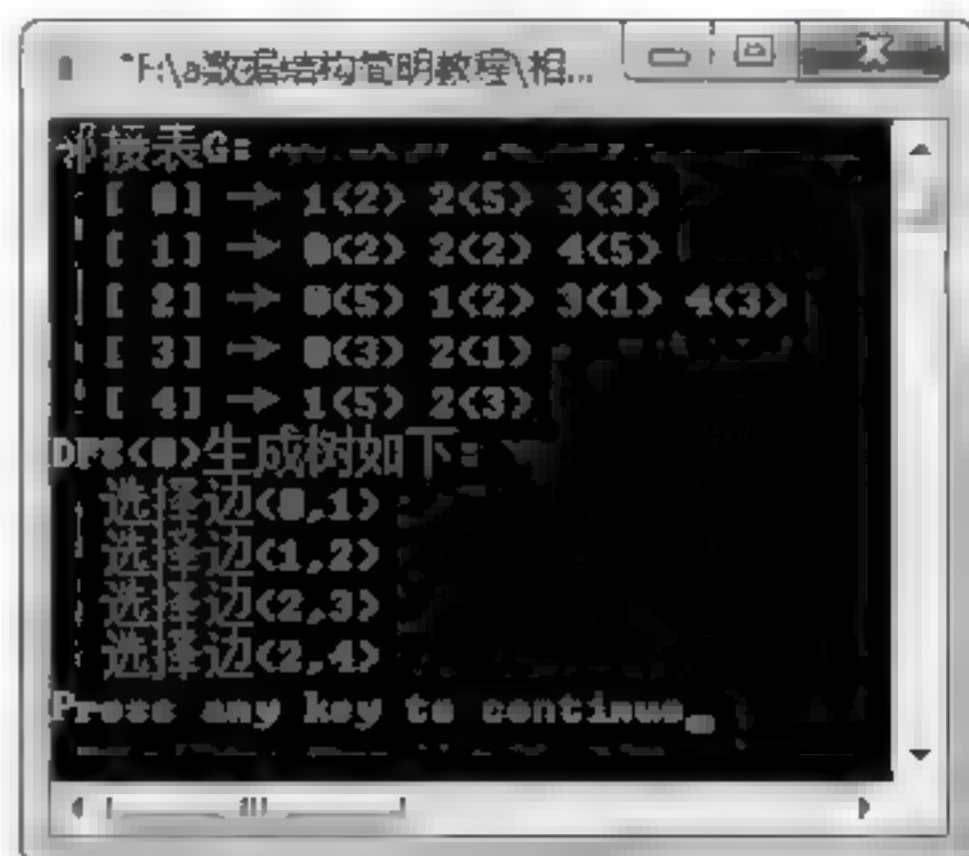 "F:\a数据结构简明教程\相...
邻接表G:
[ 0] → 1(2) 2(5) 3(3)
[ 1] → 0(2) 2(2) 4(5)
[ 2] → 0(5) 1(2) 3(1) 4(3)
[ 3] → 0(3) 2(1)
[ 4] → 1(5) 2(3)
DFS(0)生成树如下:
选择边(0,1)
选择边(1,2)
选择边(2,3)
选择边(2,4)
Press any key to continue_